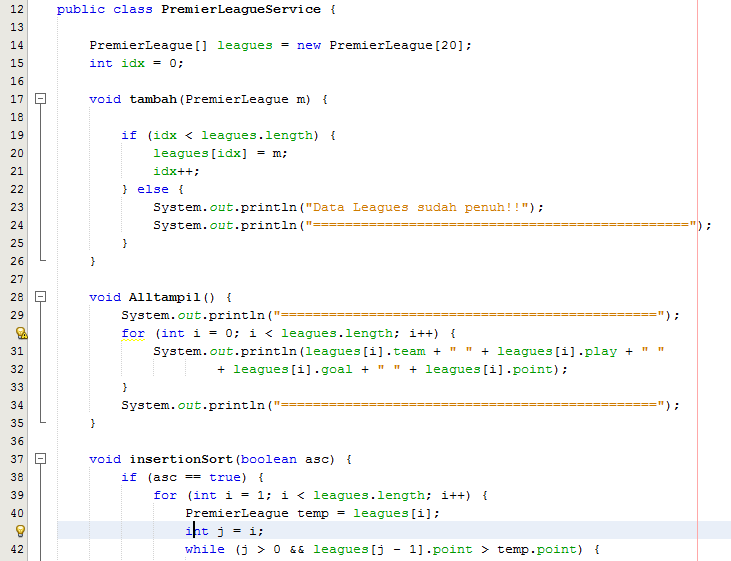 12 public class PremierLeagueService {
13
14 PremierLeague[] leagues = new PremierLeague[20];
15 int idx = 0;
16
17 void tambah(PremierLeague m) {
18
19 if (idx < leagues.length) {
20 leagues[idx] = m;
21 idx++;
22 } else {
23 System.out.println("Data Leagues sudah penuh!!");
24 System.out.println("===============================================");
25 }
26 }
27
28 void Alltampil() {
29 System.out.println("===============================================");
for (int i = 0; i < leagues.length; i++) {
31 System.out.println(leagues[i].team + " " + leagues[i].play + " "
32 + leagues[i].goal + " " + leagues[i].point);
33 }
34 System.out.println("===============================================");
35 }
36
37 void insertionSort(boolean asc) {
38 if (asc == true) {
39 for (int i = 1; i < leagues.length; i++) {
40 PremierLeague temp = leagues[i];
int j = i;
42 while (j > 0 && leagues[j - 1].point > temp.point) {